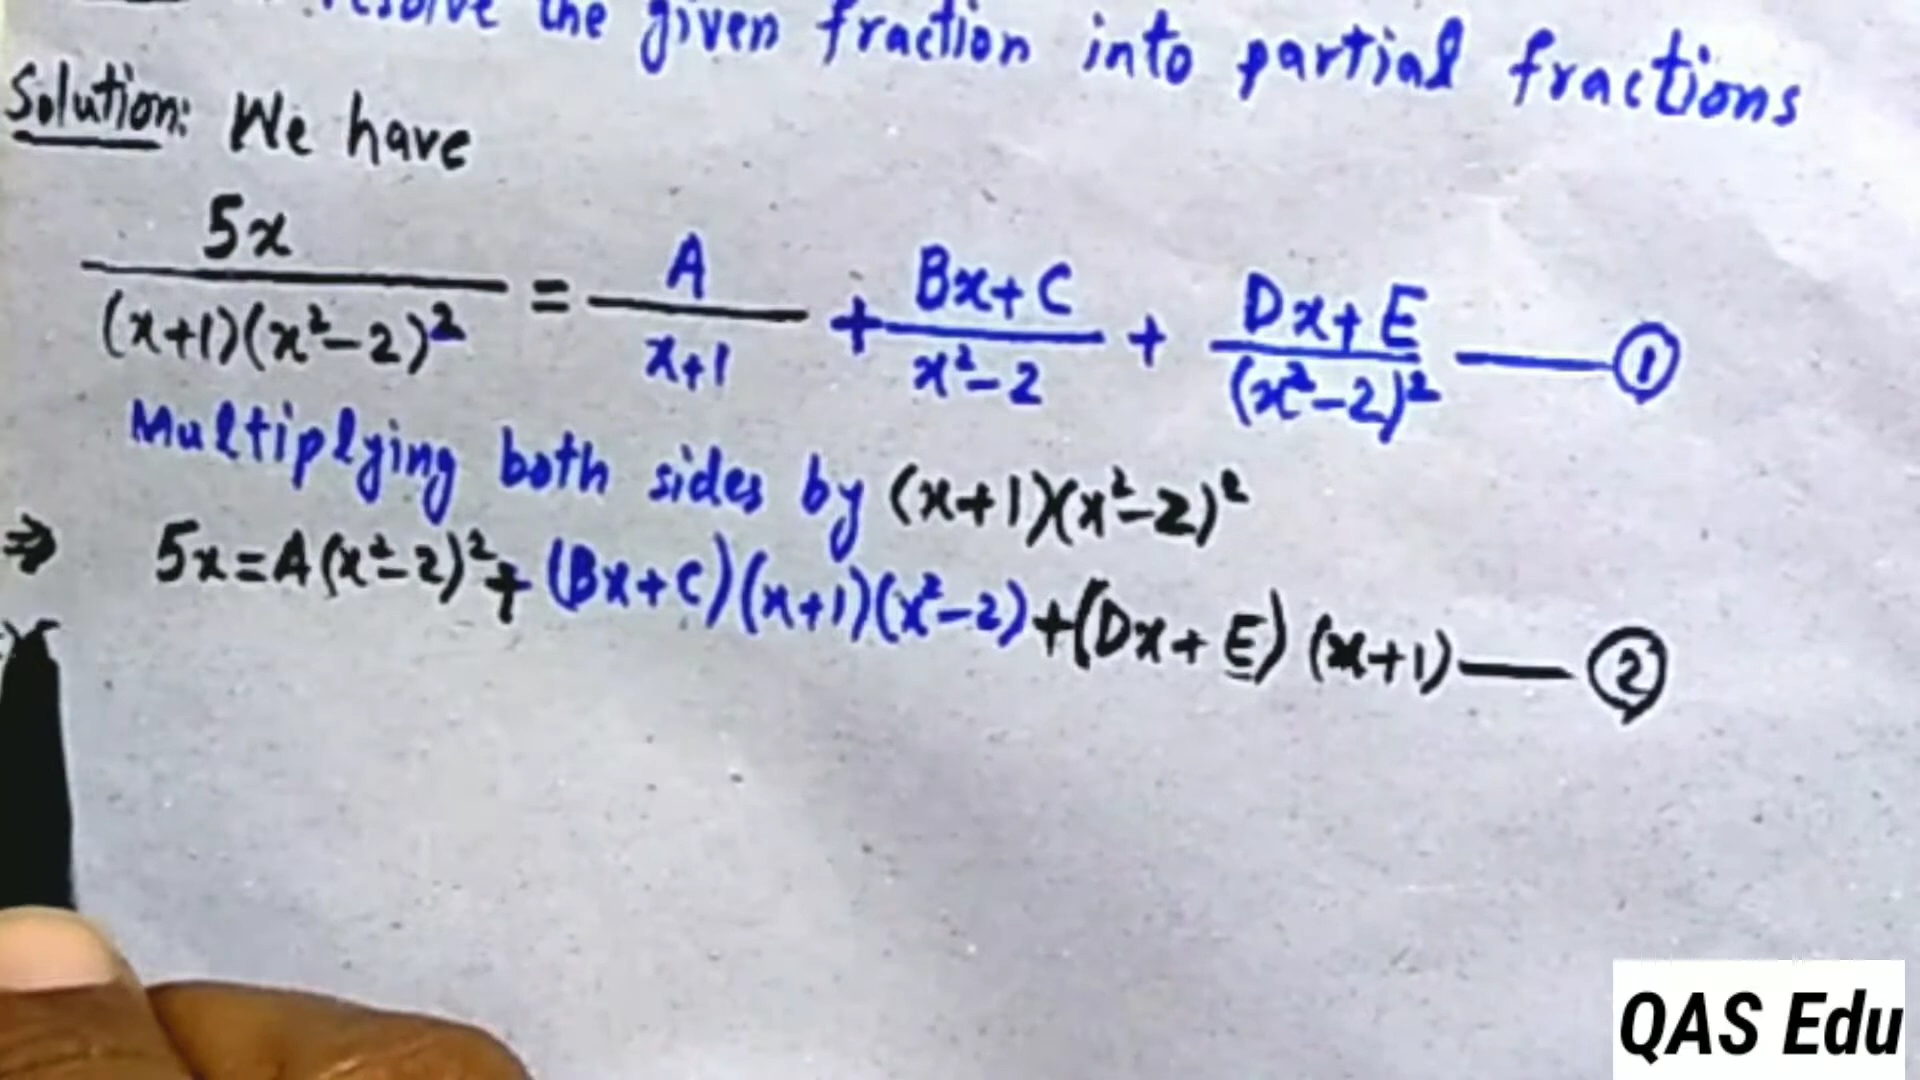 resolve the given fraction into partial fractions
Solution: We have
5x/(x+1)(x²-2)² = A/x+1 + Bx+C/x²-2 + Dx+E/(x²-2)² — ①
Multiplying both sides by (x+1)(x²-2)²
⇒ 5x=A(x²-2)²+(Bx+C)(x+1)(x²-2)+(Dx+E)(x+1) — ②
QAS Edu